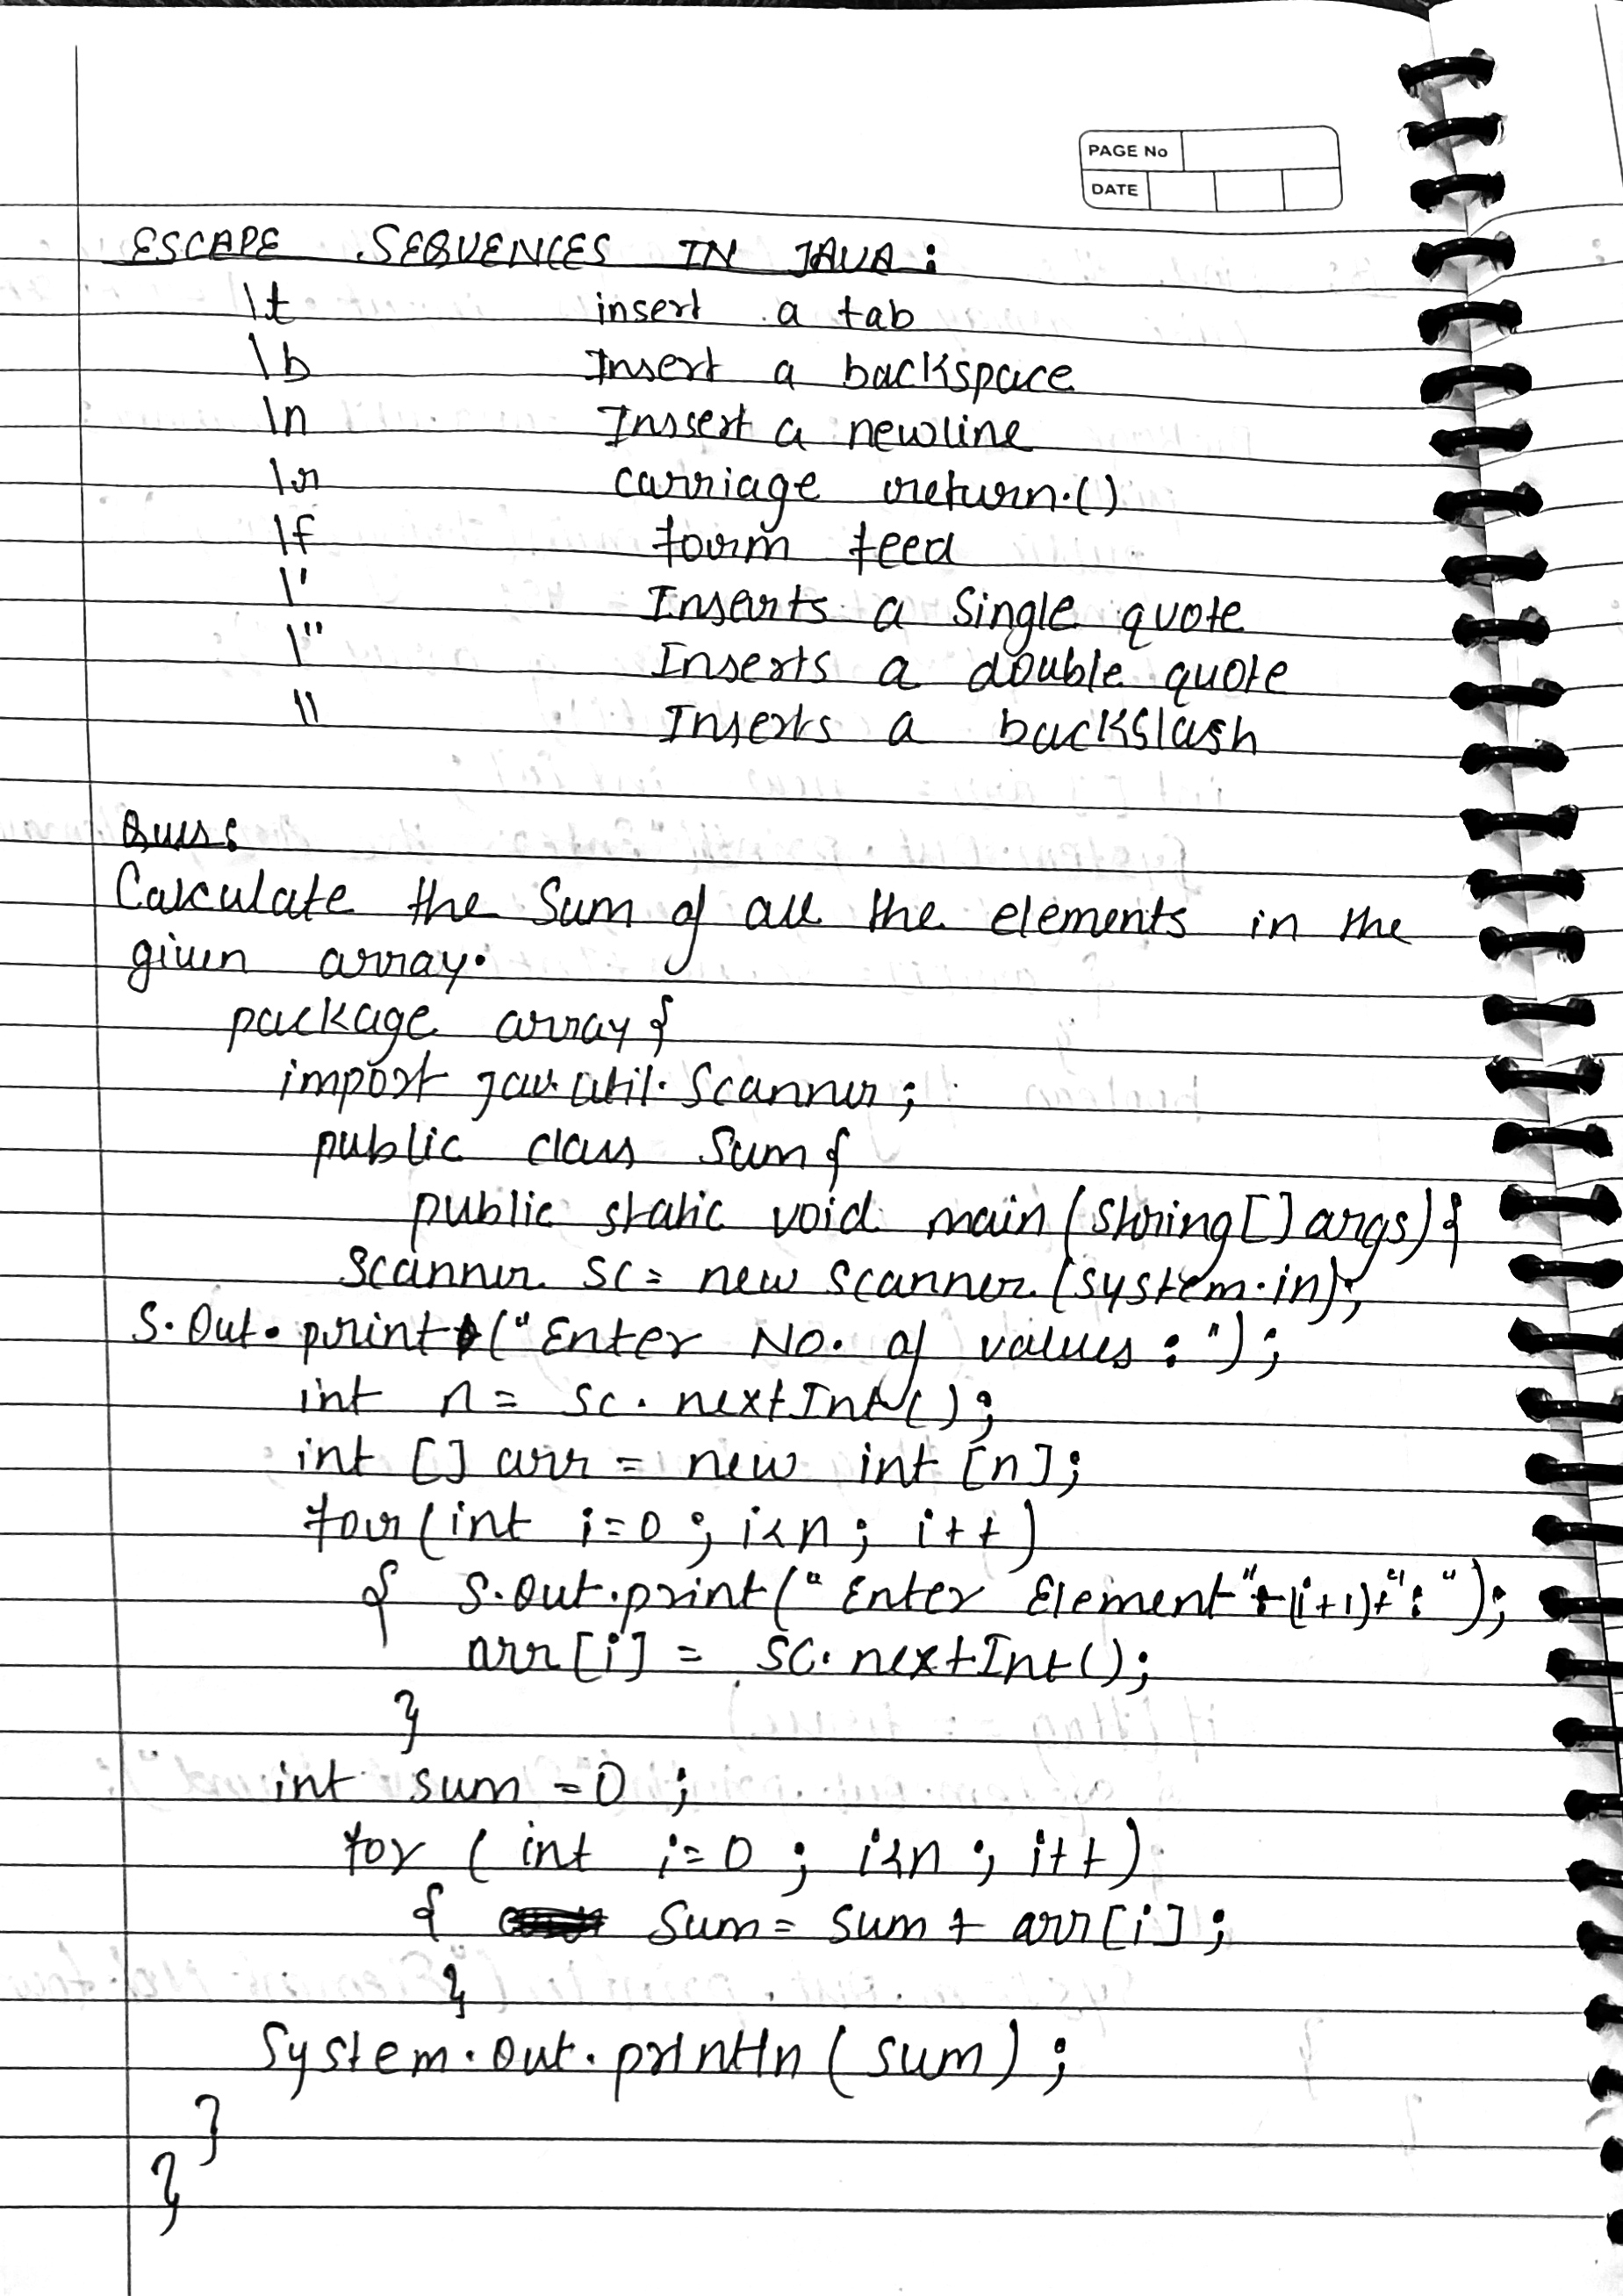 PAGE No
DATE
ESCAPE SEQUENCES IN JAVA :
\t insert a tab
\b Insert a backspace
\n Inssert a newline
\r carriage return.()
\f form feed
\' Inserts a Single quote
\" Inserts a double quote
\\ Inserts a backslash
Ques:
Calculate the Sum of all the elements in the
given array.
package array {
import jav.util.Scanner;
public class Sum {
public static void main (String [] args) {
Scanner sc = new Scanner (system.in);
S.Out.print ("Enter No. of values : ");
int n = sc. nextInt();
int [] arr = new int [n];
for (int i=0 ; i<n ; i++)
{ S.out.print(" Enter Element "+(i+1)+" : ");
arr [i] = sc. nextInt();
}
int sum = 0 ;
for ( int i=0 ; i<n ; i++)
{ Sum = sum + arr [i] ;
}
System.out.println ( sum ) ;
}
}